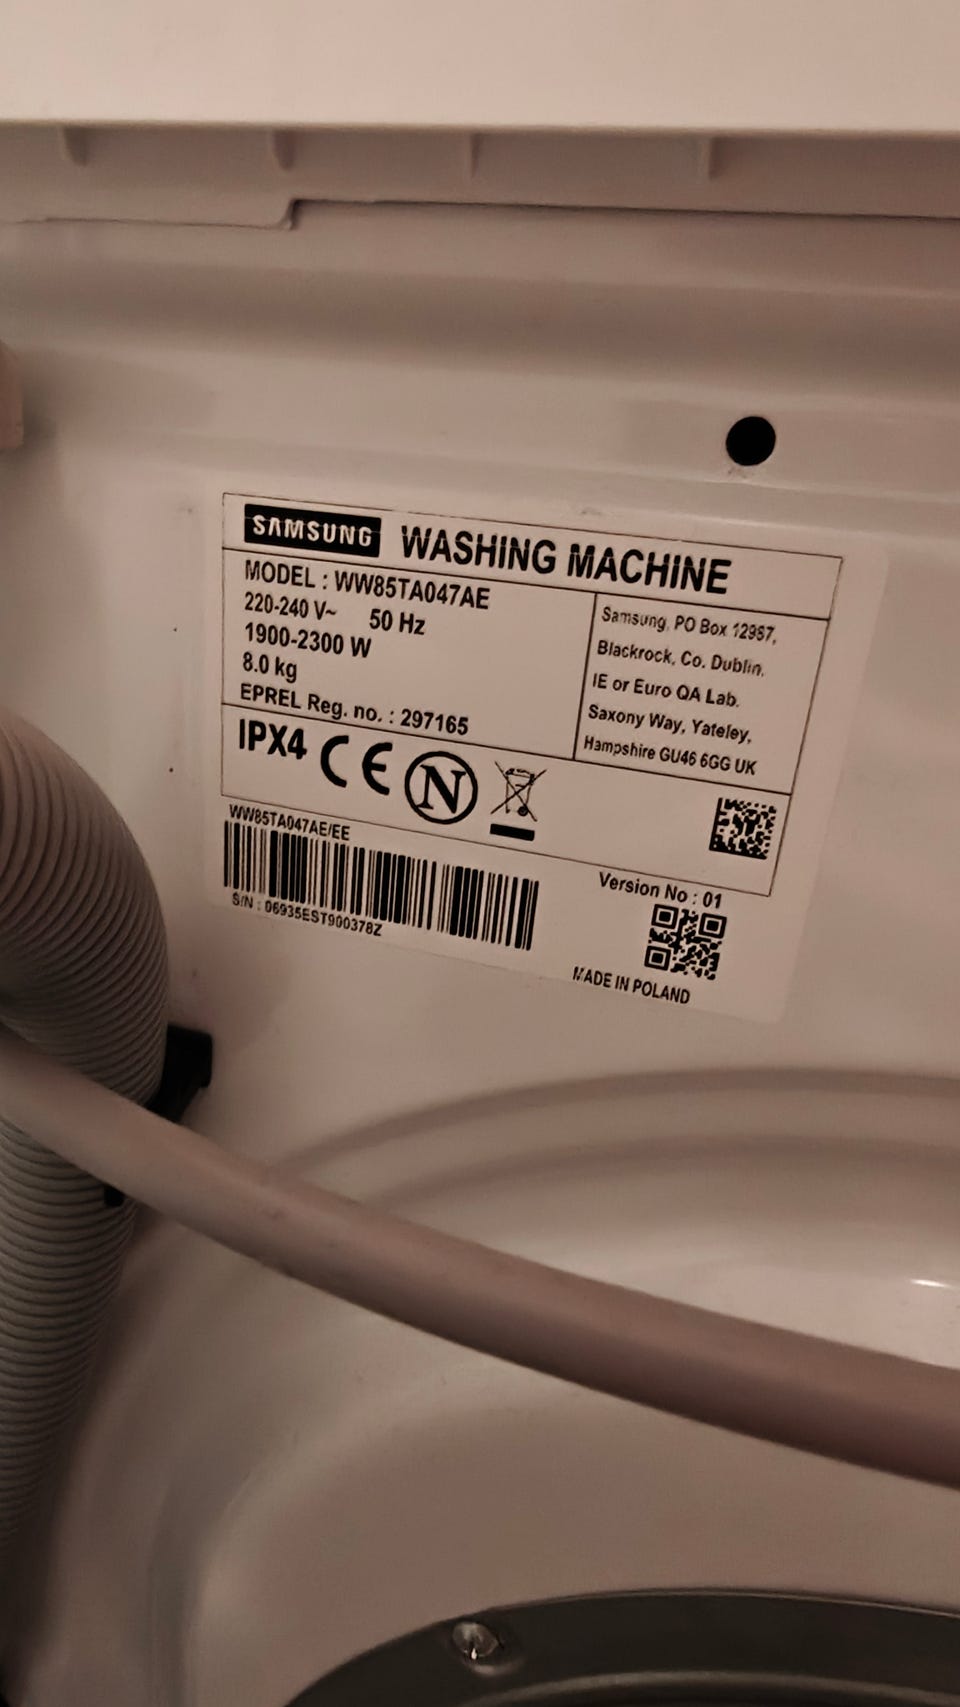 SAMSUNG WASHING MACHINE
MODEL : WW85TA047AE
220-240 V~ 50 Hz
1900-2300 W
8.0 kg
EPREL Reg. no. : 297165
Samsung, PO Box 12987,
Blackrock, Co. Dublin.
IE or Euro QA Lab.
Saxony Way, Yateley,
Hampshire GU46 6GG UK
IPX4 CE N
WW85TA047AE/EE
S/N : 06935EST900378Z
Version No : 01
MADE IN POLAND